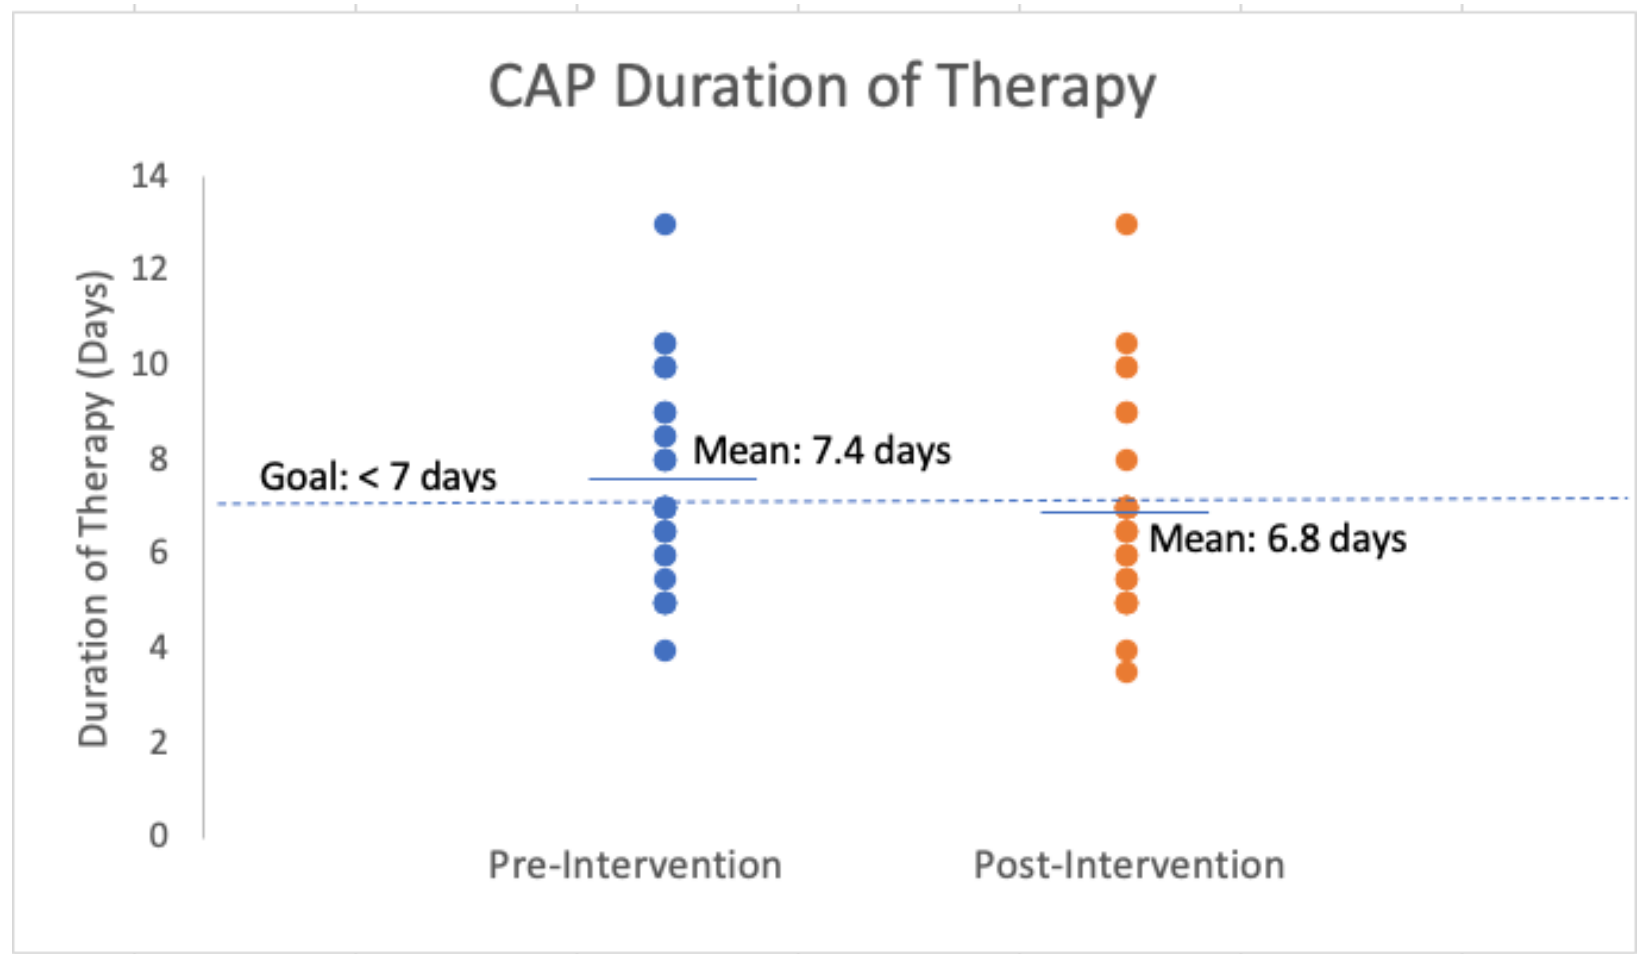 CAP Duration of Therapy
Duration of Therapy (Days)
14
12
10
8
6
4
2
0
Goal: < 7 days
Mean: 7.4 days
Mean: 6.8 days
Pre-Intervention
Post-Intervention